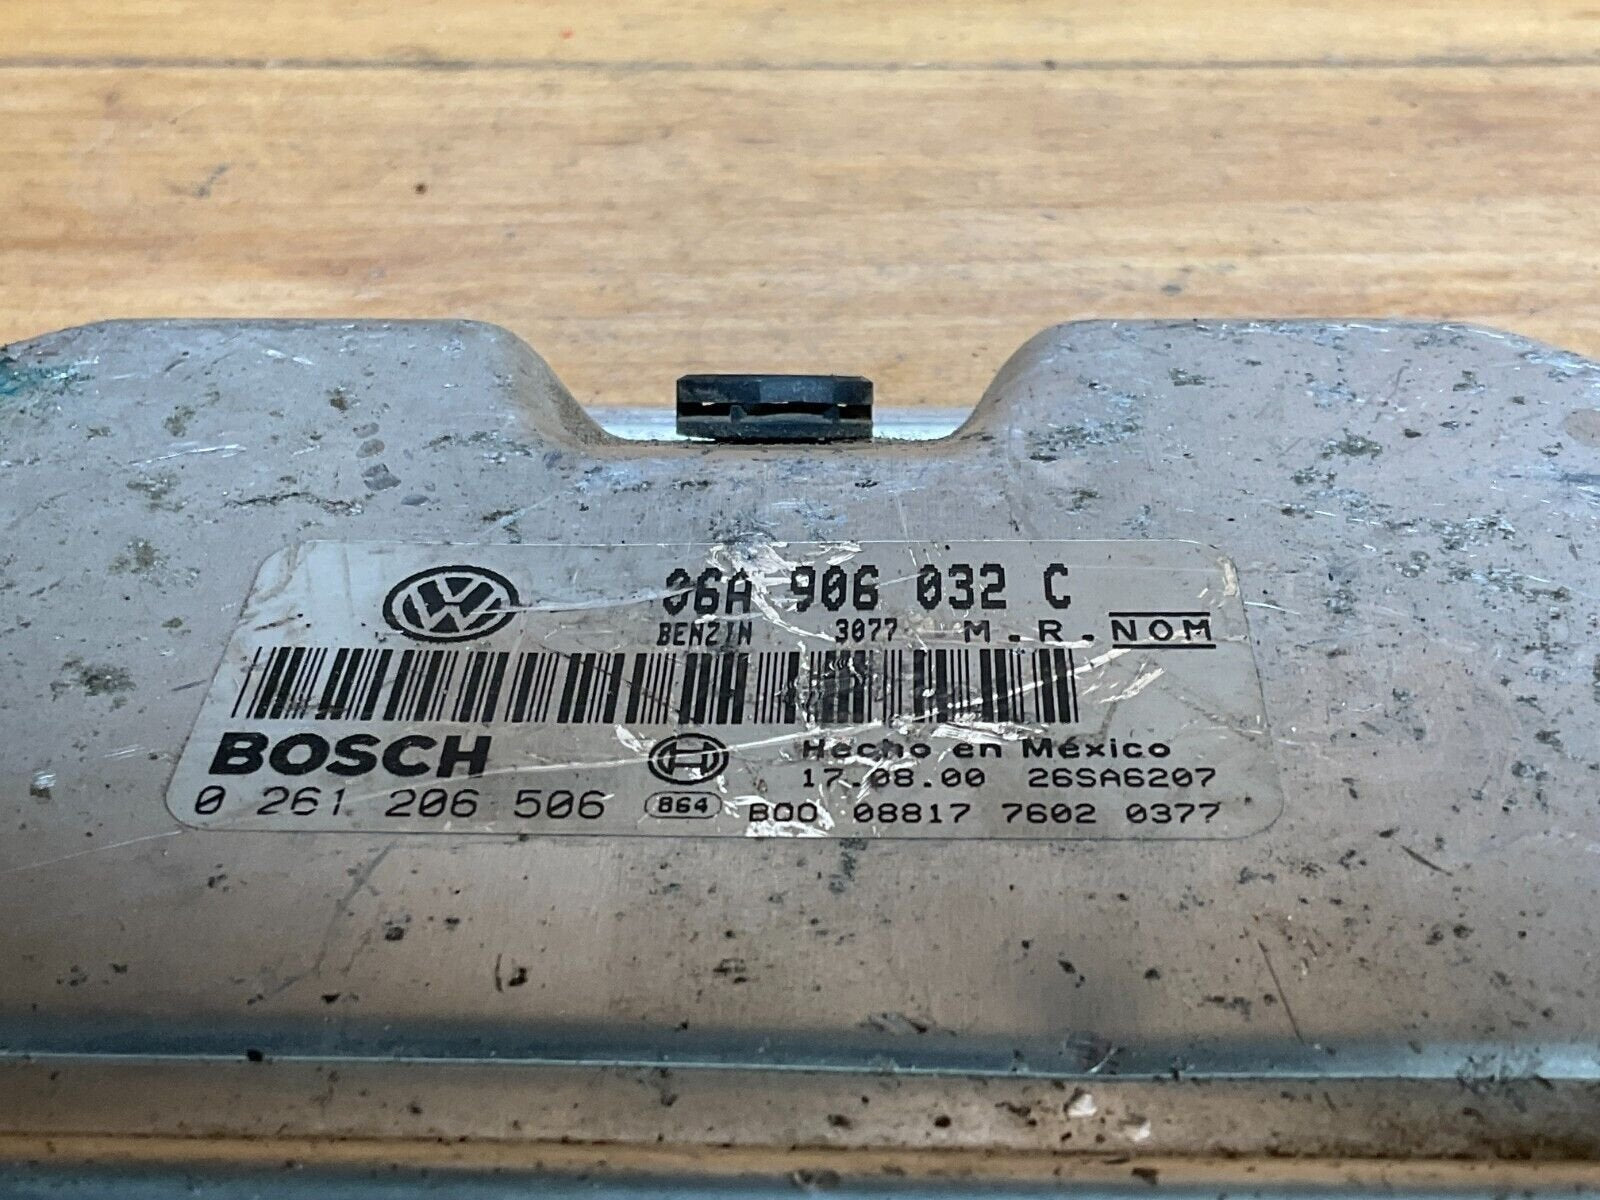 06A 906 032 C
BENZIN 3077 M.R. NOM
BOSCH
Hecho en México
17.08.00 26SA6207
0 261 206 506 864 B00 08817 7602 0377